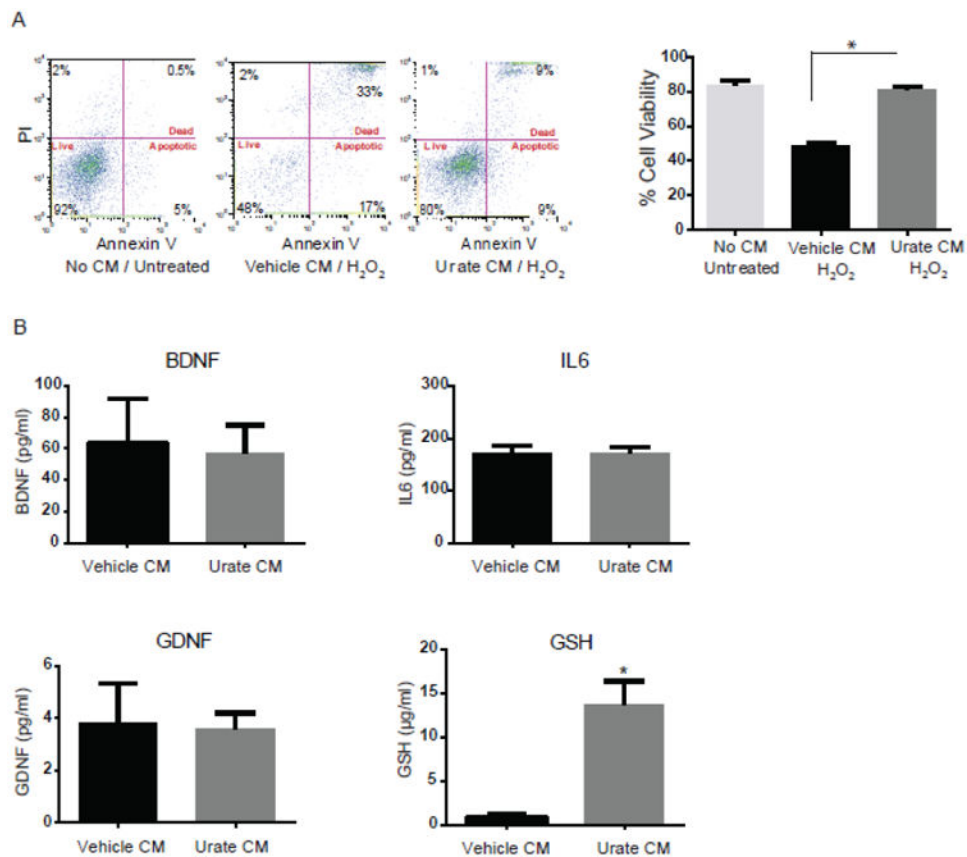 A
2% 0.5%
Dead
Live Apoptotic
92% 5%
PI
10⁰ 10¹ 10² 10³ 10⁴
Annexin V
No CM / Untreated
2%
33%
Dead
Live Apoptotic
48% 17%
Annexin V
Vehicle CM / H₂O₂
1% 9%
Dead
Live Apoptotic
80% 9%
Annexin V
Urate CM / H₂O₂
% Cell Viability
100
80
60
40
20
0
*
No CM Vehicle CM Urate CM
Untreated H₂O₂ H₂O₂
B
BDNF
BDNF (pg/ml)
100
80
60
40
20
0
Vehicle CM Urate CM
IL6
IL6 (pg/ml)
300
200
100
0
Vehicle CM Urate CM
GDNF
GDNF (pg/ml)
6
4
2
0
Vehicle CM Urate CM
GSH
GSH (µg/ml)
20
15
10
5
0
*
Vehicle CM Urate CM